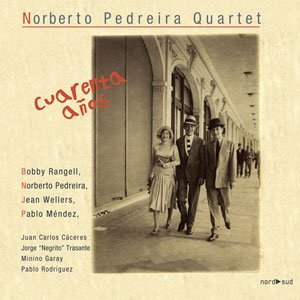 Norberto Pedreira Quartet
cuarenta
años
Bobby Rangell,
Norberto Pedreira,
Jean Wellers,
Pablo Méndez,
Juan Carlos Cáceres
Jorge "Negrito" Trasante
Minino Garay
Pablo Rodríguez
nord sud